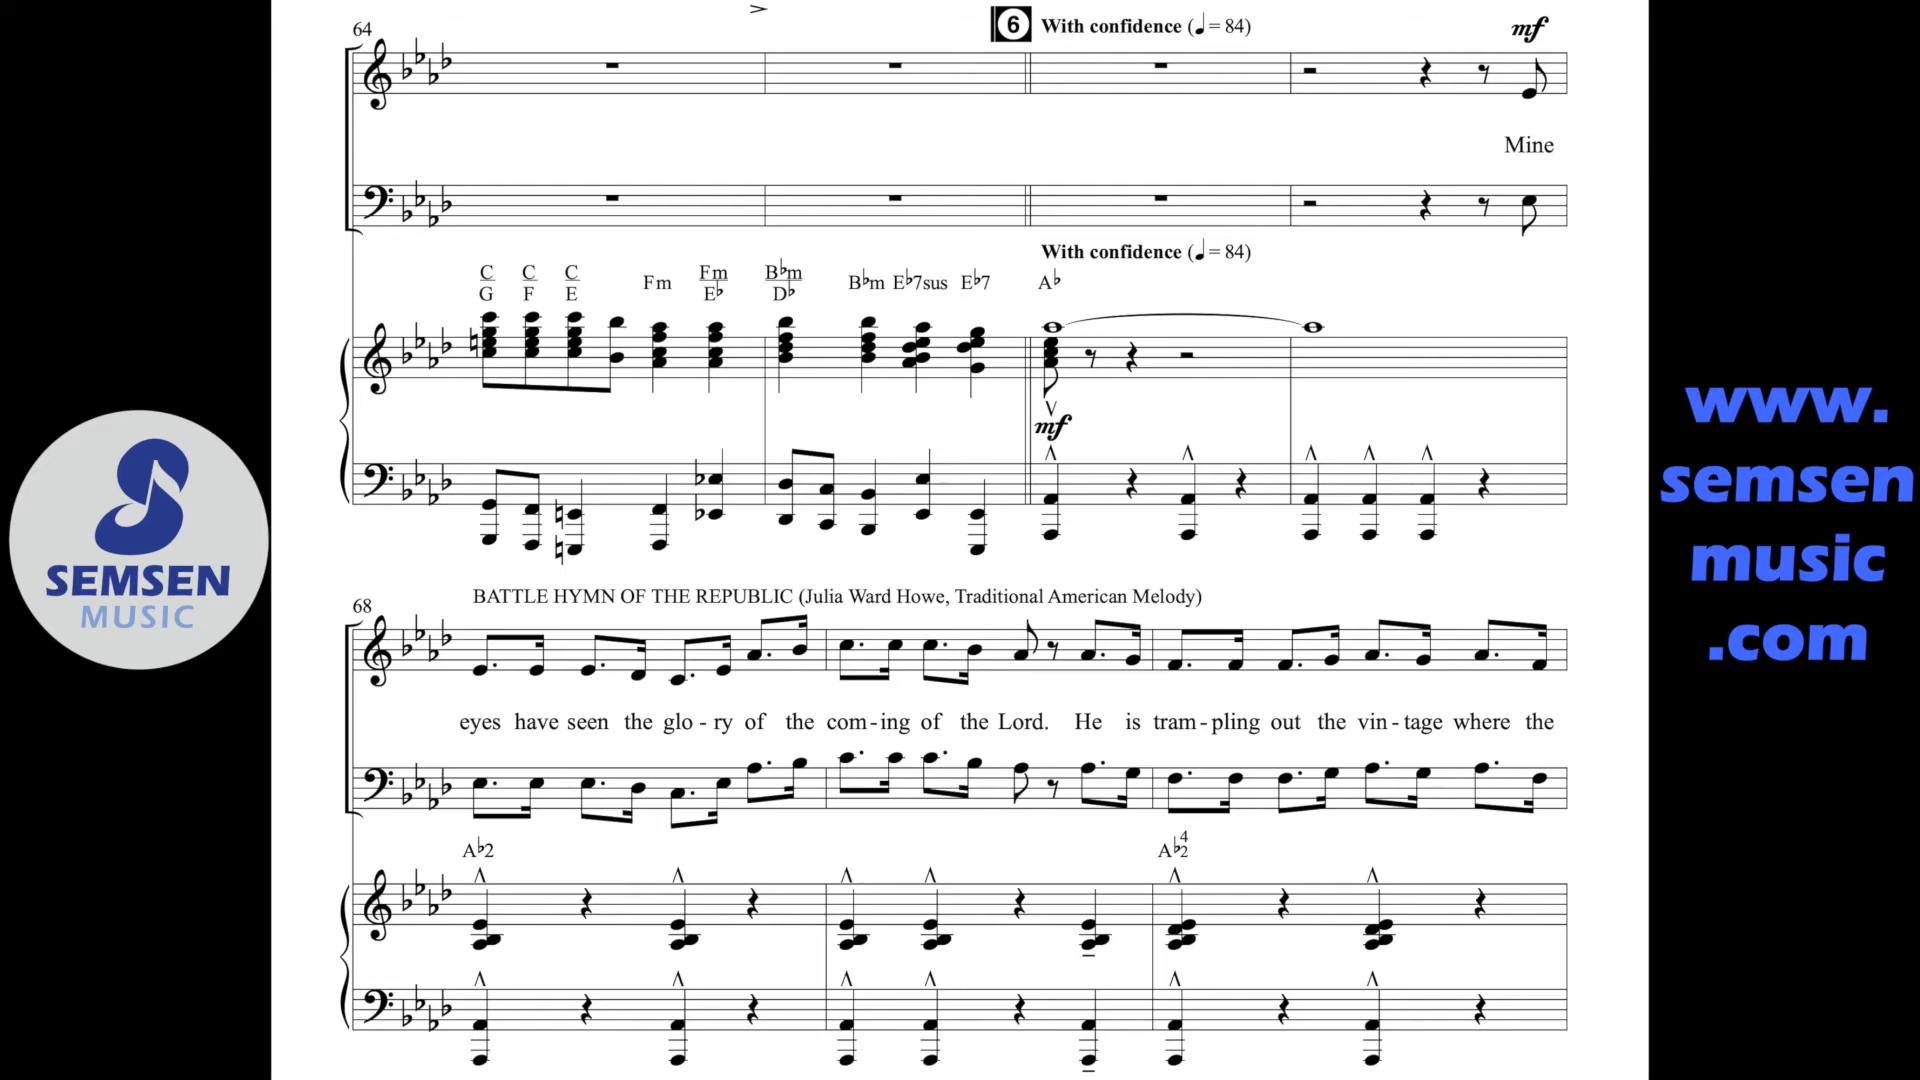 64
6 With confidence (♩= 84)
mf
Mine
With confidence (♩= 84)
C C C Fm Fm B♭m B♭m E♭7sus E♭7 A♭
G F E E♭ D♭
mf
68
BATTLE HYMN OF THE REPUBLIC (Julia Ward Howe, Traditional American Melody)
eyes have seen the glo - ry of the com - ing of the Lord. He is tram - pling out the vin - tage where the
A♭2 A♭4 2
SEMSEN
MUSIC
www.
semsen
music
.com